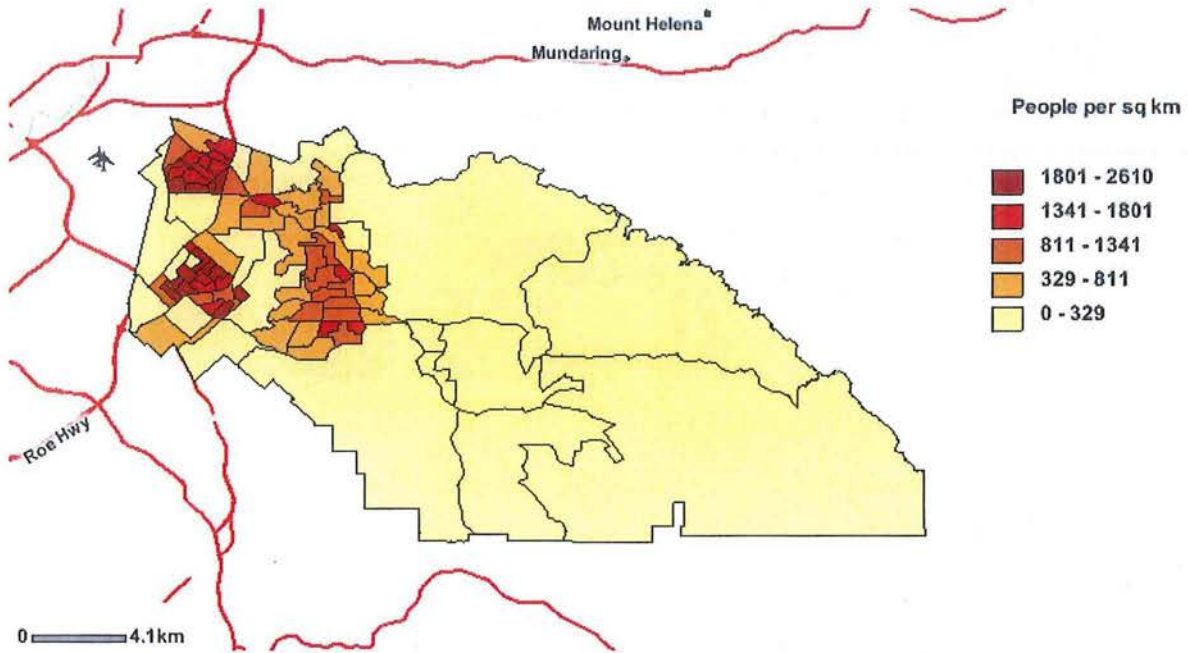 Mount Helena
Mundaring
People per sq km
1801 - 2610
1341 - 1801
811 - 1341
329 - 811
0 - 329
Roe Hwy
0 4.1km